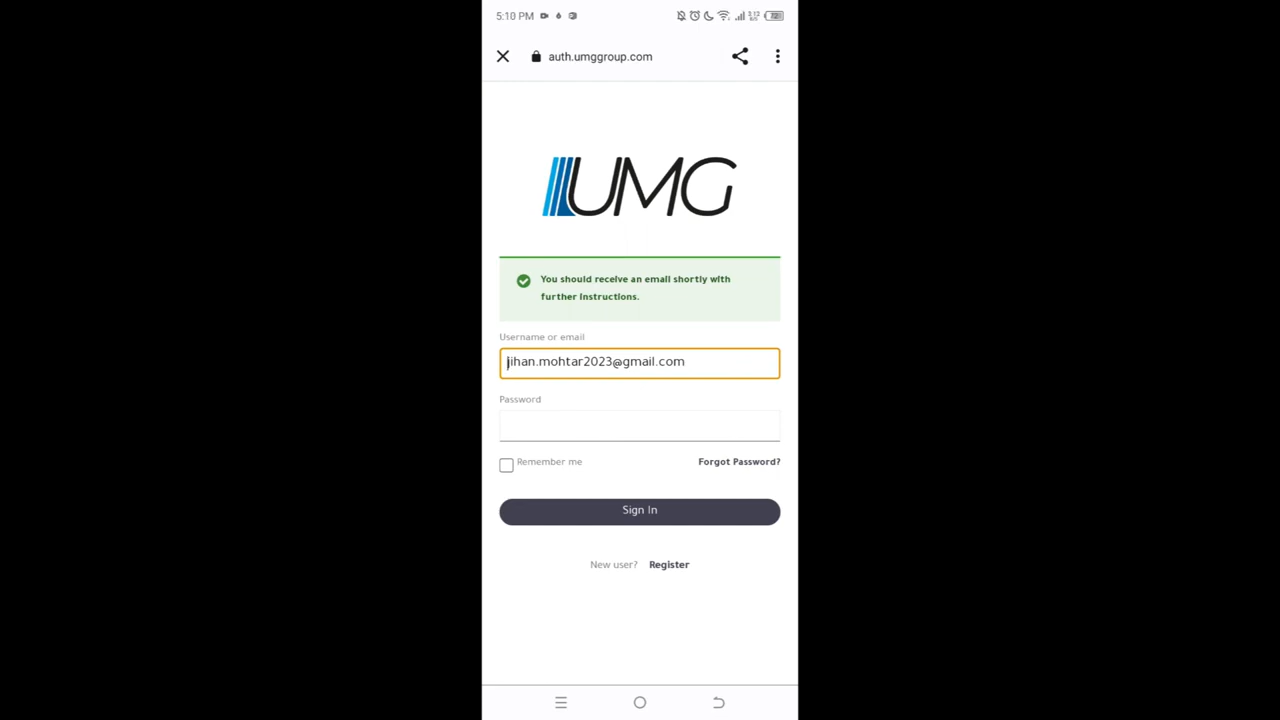 5:10 PM
auth.umggroup.com
UMG
You should receive an email shortly with
further instructions.
Username or email
jihan.mohtar2023@gmail.com
Password
Remember me
Forgot Password?
Sign In
New user? Register